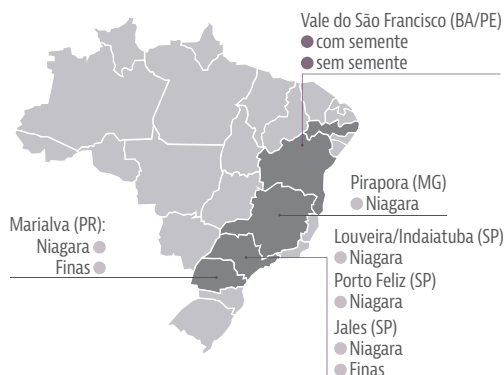 Vale do São Francisco (BA/PE)
com semente
sem semente
Pirapora (MG)
Niagara
Marialva (PR):
Niagara
Finas
Louveira/Indaiatuba (SP)
Niagara
Porto Feliz (SP)
Niagara
Jales (SP)
Niagara
Finas